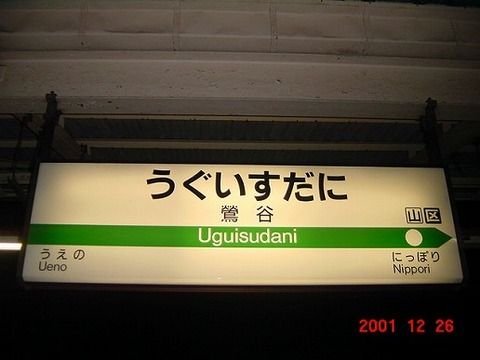 うぐいすだに
鶯谷
山区
Uguisudani
うえの
Ueno
にっぽり
Nippori
2001 12 26